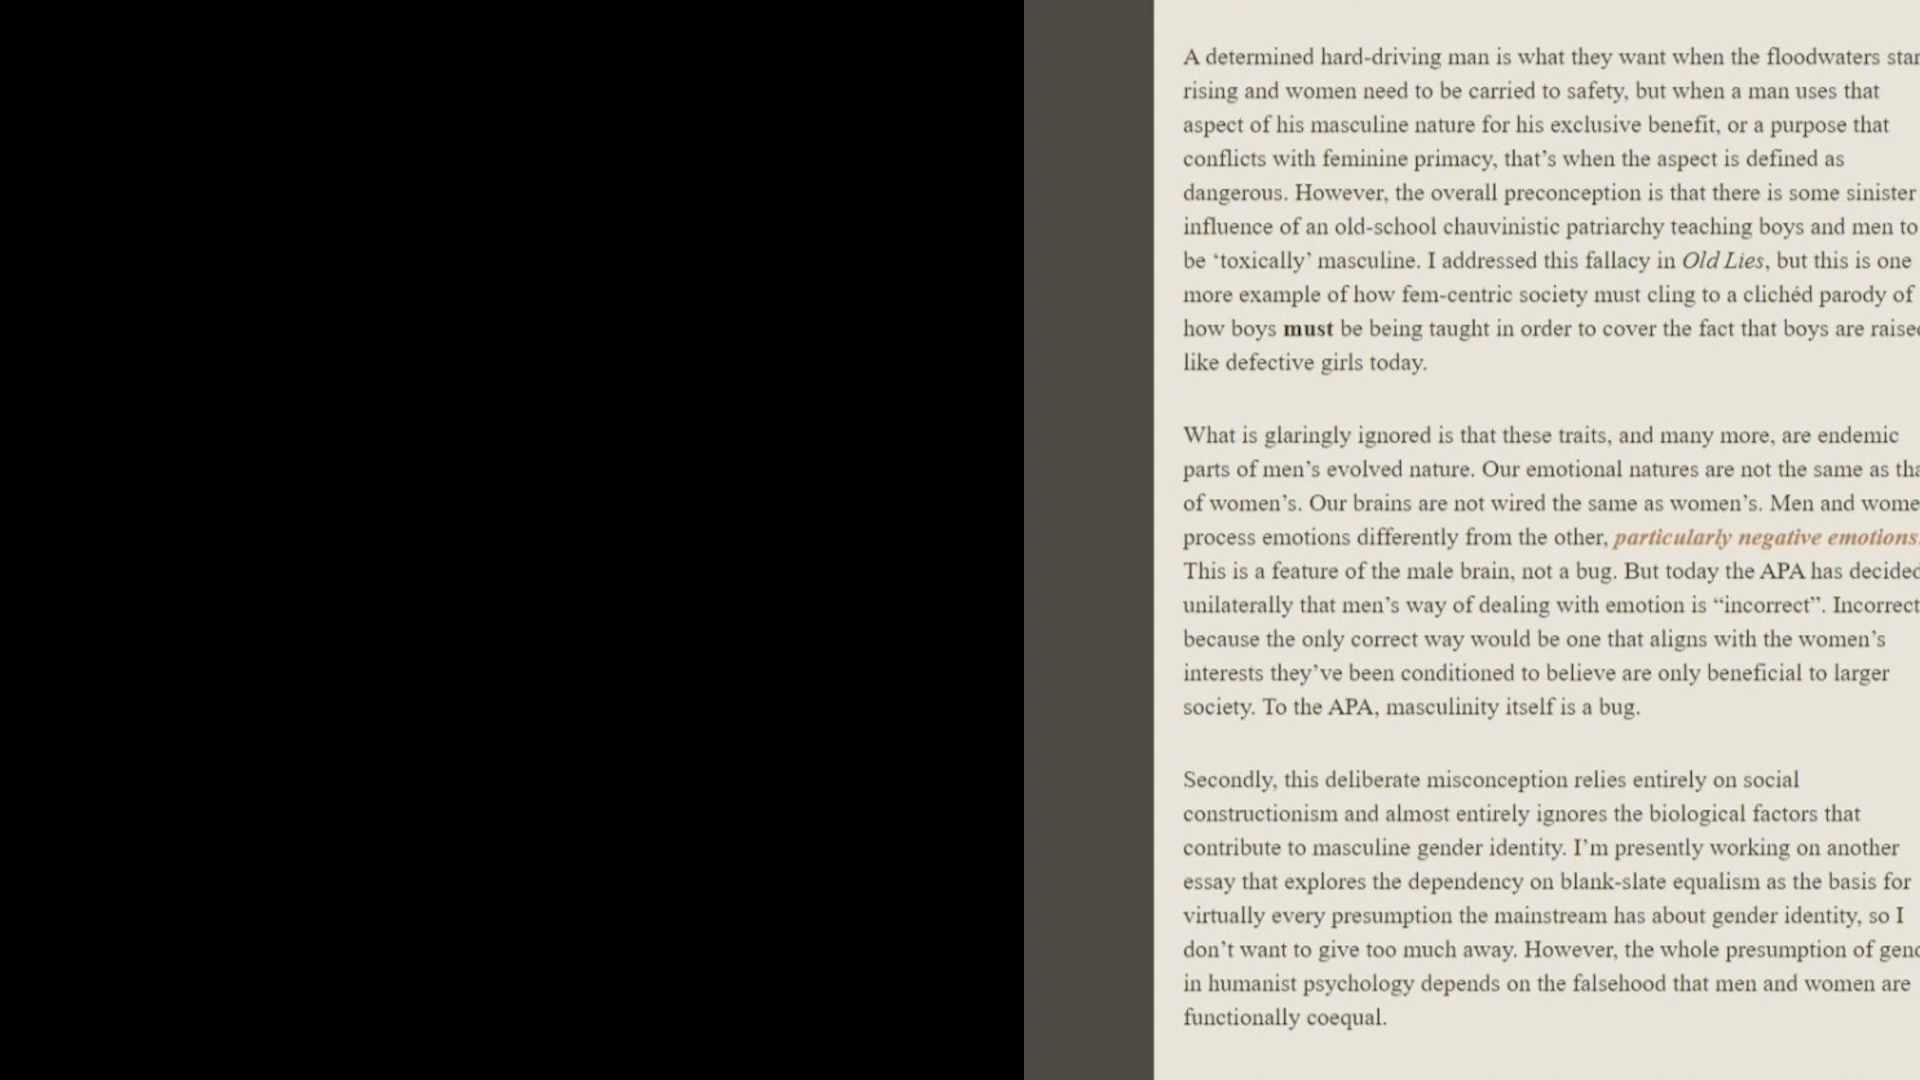 A determined hard-driving man is what they want when the floodwaters star
rising and women need to be carried to safety, but when a man uses that
aspect of his masculine nature for his exclusive benefit, or a purpose that
conflicts with feminine primacy, that’s when the aspect is defined as
dangerous. However, the overall preconception is that there is some sinister
influence of an old-school chauvinistic patriarchy teaching boys and men to
be ‘toxically’ masculine. I addressed this fallacy in Old Lies, but this is one
more example of how fem-centric society must cling to a clichéd parody of
how boys must be being taught in order to cover the fact that boys are raised
like defective girls today.
What is glaringly ignored is that these traits, and many more, are endemic
parts of men’s evolved nature. Our emotional natures are not the same as tha
of women’s. Our brains are not wired the same as women’s. Men and wome
process emotions differently from the other, particularly negative emotions.
This is a feature of the male brain, not a bug. But today the APA has decided
unilaterally that men’s way of dealing with emotion is “incorrect”. Incorrect
because the only correct way would be one that aligns with the women’s
interests they’ve been conditioned to believe are only beneficial to larger
society. To the APA, masculinity itself is a bug.
Secondly, this deliberate misconception relies entirely on social
constructionism and almost entirely ignores the biological factors that
contribute to masculine gender identity. I’m presently working on another
essay that explores the dependency on blank-slate equalism as the basis for
virtually every presumption the mainstream has about gender identity, so I
don’t want to give too much away. However, the whole presumption of gend
in humanist psychology depends on the falsehood that men and women are
functionally coequal.